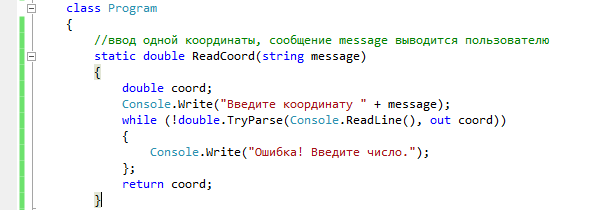 class Program
{
//ввод одной координаты, сообщение message выводится пользователю
static double ReadCoord(string message)
{
double coord;
Console.Write("Введите координату " + message);
while (!double.TryParse(Console.ReadLine(), out coord))
{
Console.Write("Ошибка! Введите число.");
};
return coord;
}